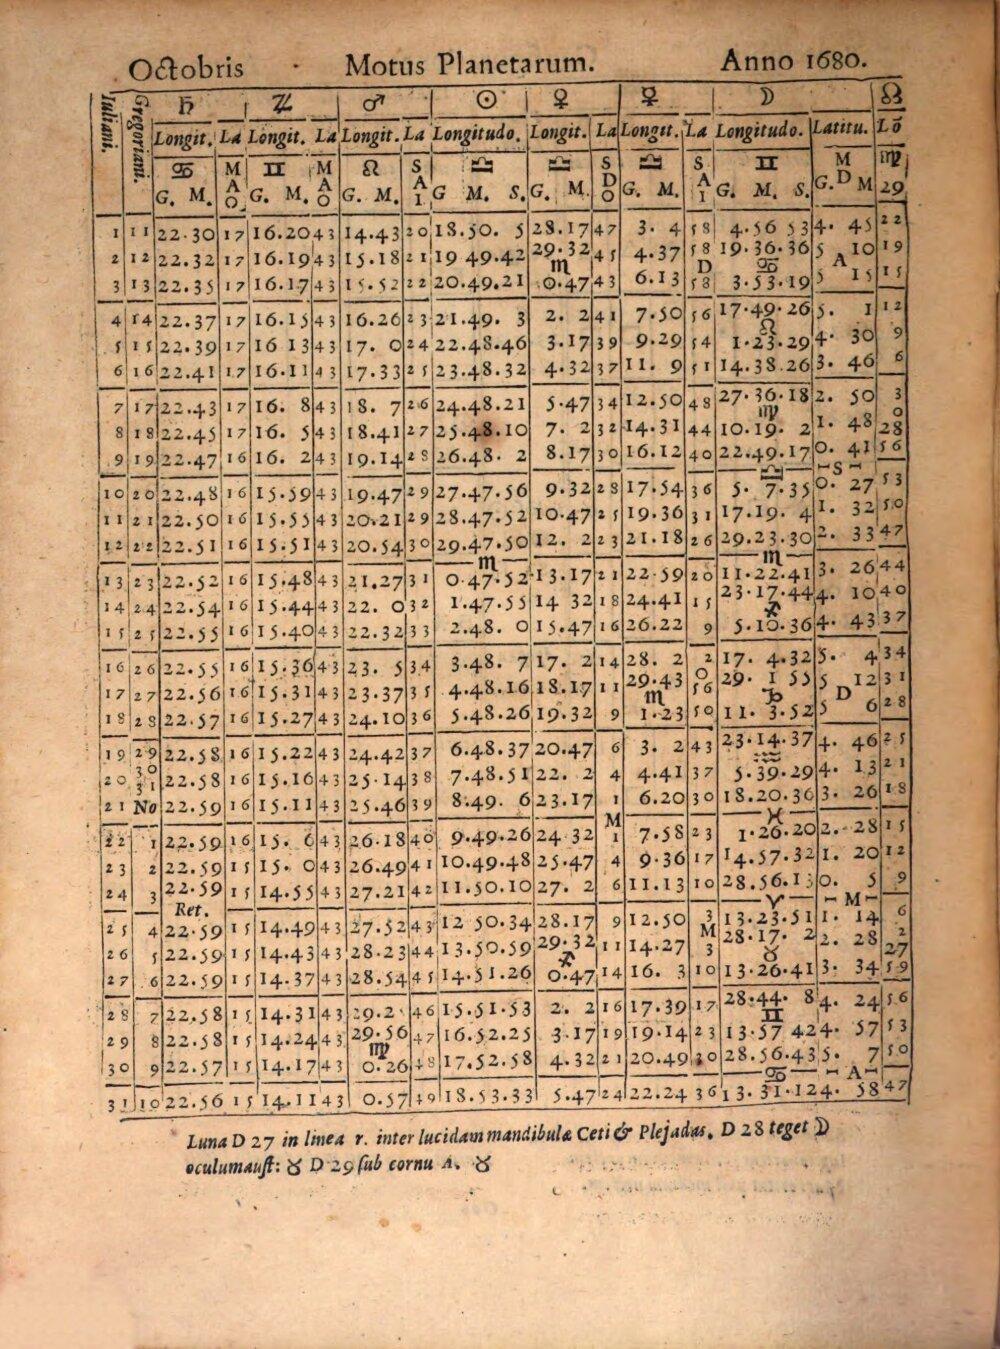 Octobris Motus Planetarum. Anno 1680.
Iuliani. Gregoriani. ♄ ♃ ♂ ☉ ♀ ☿ ☽ ☊
Longit. La Longit. La Longit. La Longitudo. Longit. La Longit. La Longitudo. Latitu. Lō
♋ M A O ♊ M A O ♌ S A I ♎ ♎ S D O ♎ S A I ♊ M D ♍
G. M. G. M. G. M. G M. S. G. M. G. M. G. M. S. G. M 29
1 11 22.30 17 16.20 43 14.43 20 18.50. 5 28.17 47 3. 4 58 4.56 53 4. 45 22
2 12 22.32 17 16.19 43 15.18 21 19 49.42 29.32 45 4.37 58 19.36.36 5 10 19
♏ D ♋ A
3 13 22.35 17 16.17 43 15.52 22 20.49.21 0.47 43 6.13 58 3.53.19 5 15 15
4 14 22.37 17 16.15 43 16.26 23 21.49. 3 2. 2 41 7.50 56 17.49.26 5. 1 12
♌
5 15 22.39 17 16 13 43 17. 0 24 22.48.46 3.17 39 9.29 54 1.23.29 4. 30 9
6 16 22.41 17 16.11 43 17.33 25 23.48.32 4.32 37 11. 9 51 14.38.26 3. 46 6
7 17 22.43 17 16. 8 43 18. 7 26 24.48.21 5.47 34 12.50 48 27.36.18 2. 50 3
♍ 0
8 18 22.45 17 16. 5 43 18.41 27 25.48.10 7. 2 32 14.31 44 10.19. 2 1. 48 28
9 19 22.47 16 16. 2 43 19.14 28 26.48. 2 8.17 30 16.12 40 22.49.17 0. 41 56
♎ S
10 20 22.48 16 15.59 43 19.47 29 27.47.56 9.32 28 17.54 36 5. 7.35 0. 27 53
11 21 22.50 16 15.55 43 20.21 29 28.47.52 10.47 25 19.36 31 17.19. 4 1. 32 50
12 22 22.51 16 15.51 43 20.54 30 29.47.50 12. 2 23 21.18 26 29.23.30 2. 33 47
♏ ♏
13 23 22.52 16 15.48 43 21.27 31 0.47.52 13.17 21 22.59 20 11.22.41 3. 26 44
14 24 22.54 16 15.44 43 22. 0 32 1.47.55 14 32 18 24.41 15 23.17.44 4. 10 40
♐
15 25 22.55 16 15.40 43 22.32 33 2.48. 0 15.47 16 26.22 9 5.10.36 4. 43 37
16 26 22.55 16 15.36 43 23. 5 34 3.48. 7 17. 2 14 28. 2 2 17. 4.32 5. 4 34
0
17 27 22.56 16 15.31 43 23.37 35 4.48.16 18.17 11 29.43 56 29. 1 55 5 12 31
♏ ♑ D
18 28 22.57 16 15.27 43 24.10 36 5.48.26 19.32 9 1.23 50 11. 3.52 5 6 28
19 29 22.58 16 15.22 43 24.42 37 6.48.37 20.47 6 3. 2 43 23.14.37 4. 46 25
♒
20 30 22.58 16 15.16 43 25.14 38 7.48.51 22. 2 4 4.41 37 5.39.29 4. 13 21
31
21 No 22.59 16 15.11 43 25.46 39 8.49. 6 23.17 1 6.20 30 18.20.36 3. 26 18
M ♓
22 1 22.59 16 15. 6 43 26.18 40 9.49.26 24 32 1 7.58 23 1.26.20 2. 28 15
23 2 22.59 15 15. 0 43 26.49 41 10.49.48 25.47 4 9.36 17 14.57.32 1. 20 12
24 3 22.59 15 14.55 43 27.21 42 11.50.10 27. 2 6 11.13 10 28.56.13 0. 5 9
Ret. ♈ M
25 4 22.59 15 14.49 43 27.52 43 12 50.34 28.17 9 12.50 3 13.23.51 1. 14 6
M
26 5 22.59 15 14.43 43 28.23 44 13.50.59 29.32 11 14.27 3 28.17. 2 2. 28 2
♐ ♉ 27
27 6 22.59 15 14.37 43 28.54 45 14.51.26 0.47 14 16. 3 10 13.26.41 3. 34 59
28 7 22.58 15 14.31 43 29.2 46 15.51.53 2. 2 16 17.39 17 28.44. 8 4. 24 56
♊
29 8 22.58 15 14.24 43 29.56 47 16.52.25 3.17 19 19.14 23 13.57 42 4. 57 53
♍
30 9 22.57 15 14.17 43 0.26 48 17.52.58 4.32 21 20.49 30 28.56.43 5. 7 50
♋ A
31 10 22.56 15 14.11 43 0.57 49 18.53.33 5.47 24 22.24 36 13. 31.12 4. 58 47
Luna D 27 in linea r. inter lucidam mandibulæ Ceti & Plejadas. D 28 teget ☽
oculum aust: ♉ D 29 sub cornu A. ♉